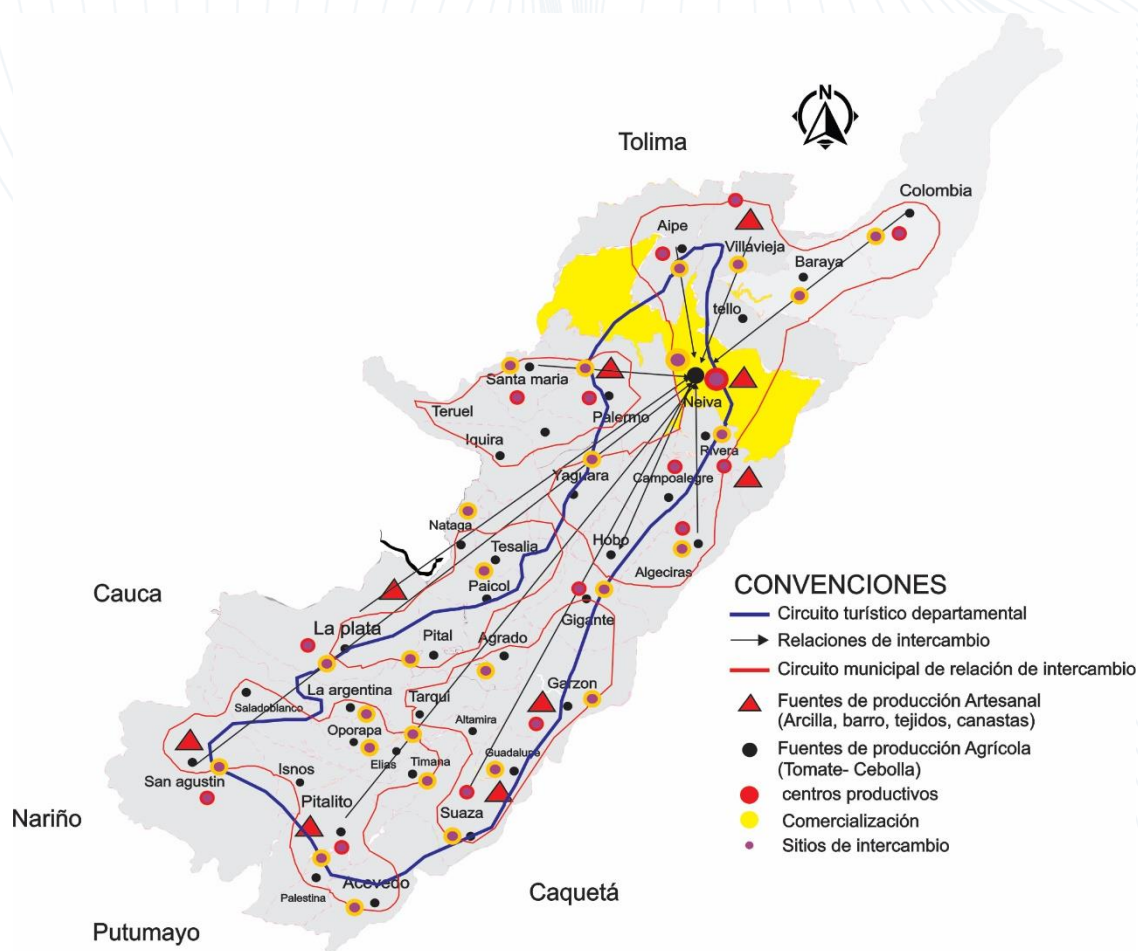 N
Tolima
Colombia
Aipe
Villavieja
Baraya
tello
Santa maria
Neiva
Teruel
Palermo
Iquira
Rivera
Yaguara
Campoalegre
Nataga
Tesalia
Hobo
Algeciras
Paicol
Cauca
Gigante
La plata
Pital
Agrado
Garzon
La argentina
Saladoblanco
Tarqui
Altamira
Oporapa
Elias
Timana
Guadalupe
San agustin
Isnos
Pitalito
Suaza
Nariño
Acevedo
Palestina
Caquetá
Putumayo
CONVENCIONES
Circuito turístico departamental
Relaciones de intercambio
Circuito municipal de relación de intercambio
Fuentes de producción Artesanal
(Arcilla, barro, tejidos, canastas)
Fuentes de producción Agrícola
(Tomate- Cebolla)
centros productivos
Comercialización
Sitios de intercambio